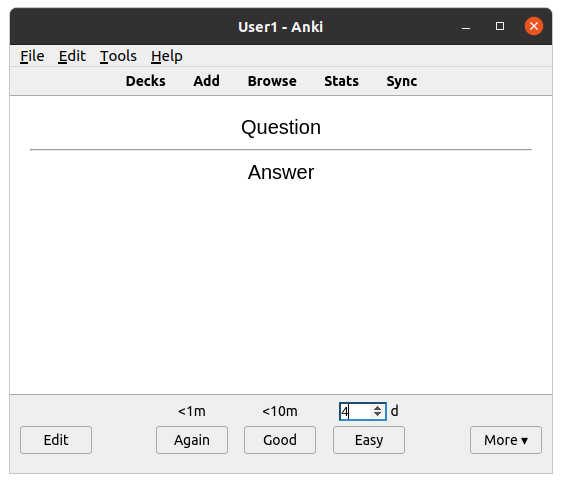 User1 - Anki
File Edit Tools Help
Decks Add Browse Stats Sync
Question
Answer
<1m <10m 4 d
Edit Again Good Easy More ▾